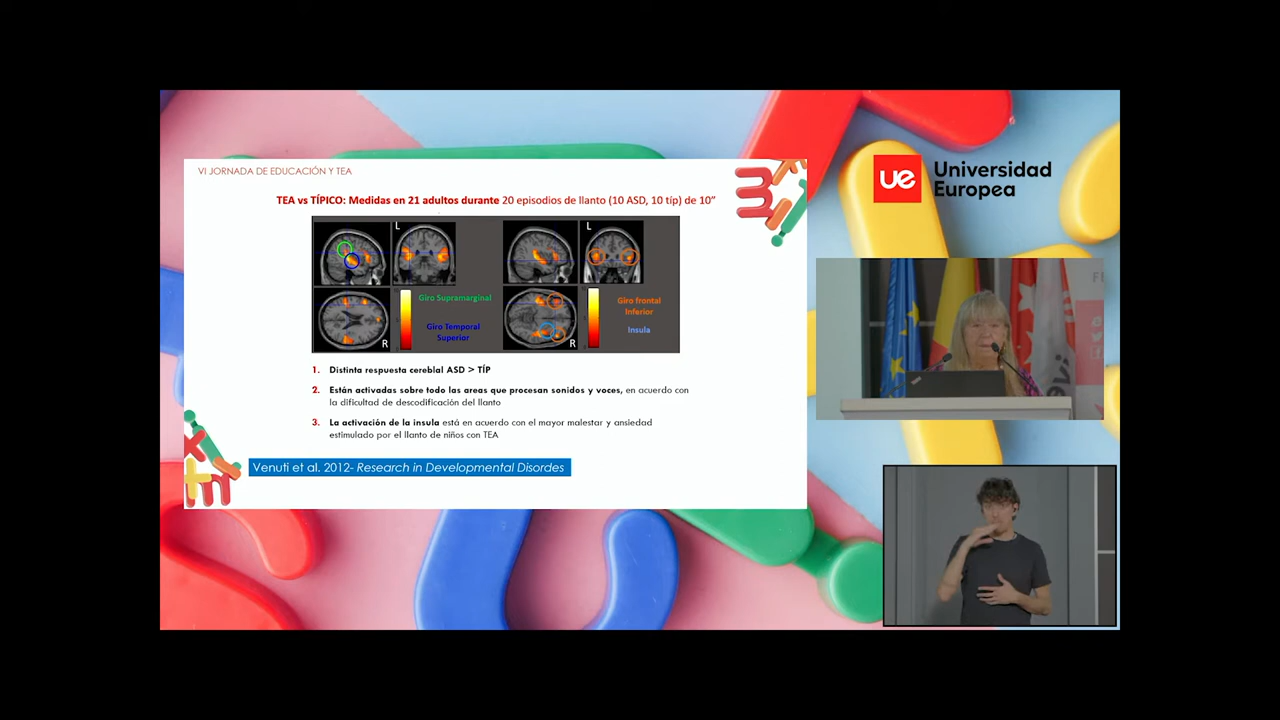 VI JORNADA DE EDUCACIÓN Y TEA
TEA vs TÍPICO: Medidas en 21 adultos durante 20 episodios de llanto (10 ASD, 10 típ) de 10”
L
L
Giro Supramarginal
Giro Temporal
Superior
R
Giro frontal
Inferior
Insula
R
1. Distinta respuesta cereblal ASD > TÍP
2. Están activadas sobre todo las areas que procesan sonidos y voces, en acuerdo con
la dificultad de descodificación del llanto
3. La activación de la insula está en acuerdo con el mayor malestar y ansiedad
estimulado por el llanto de niños con TEA
Venuti et al. 2012- Research in Developmental Disordes
ue
Universidad
Europea